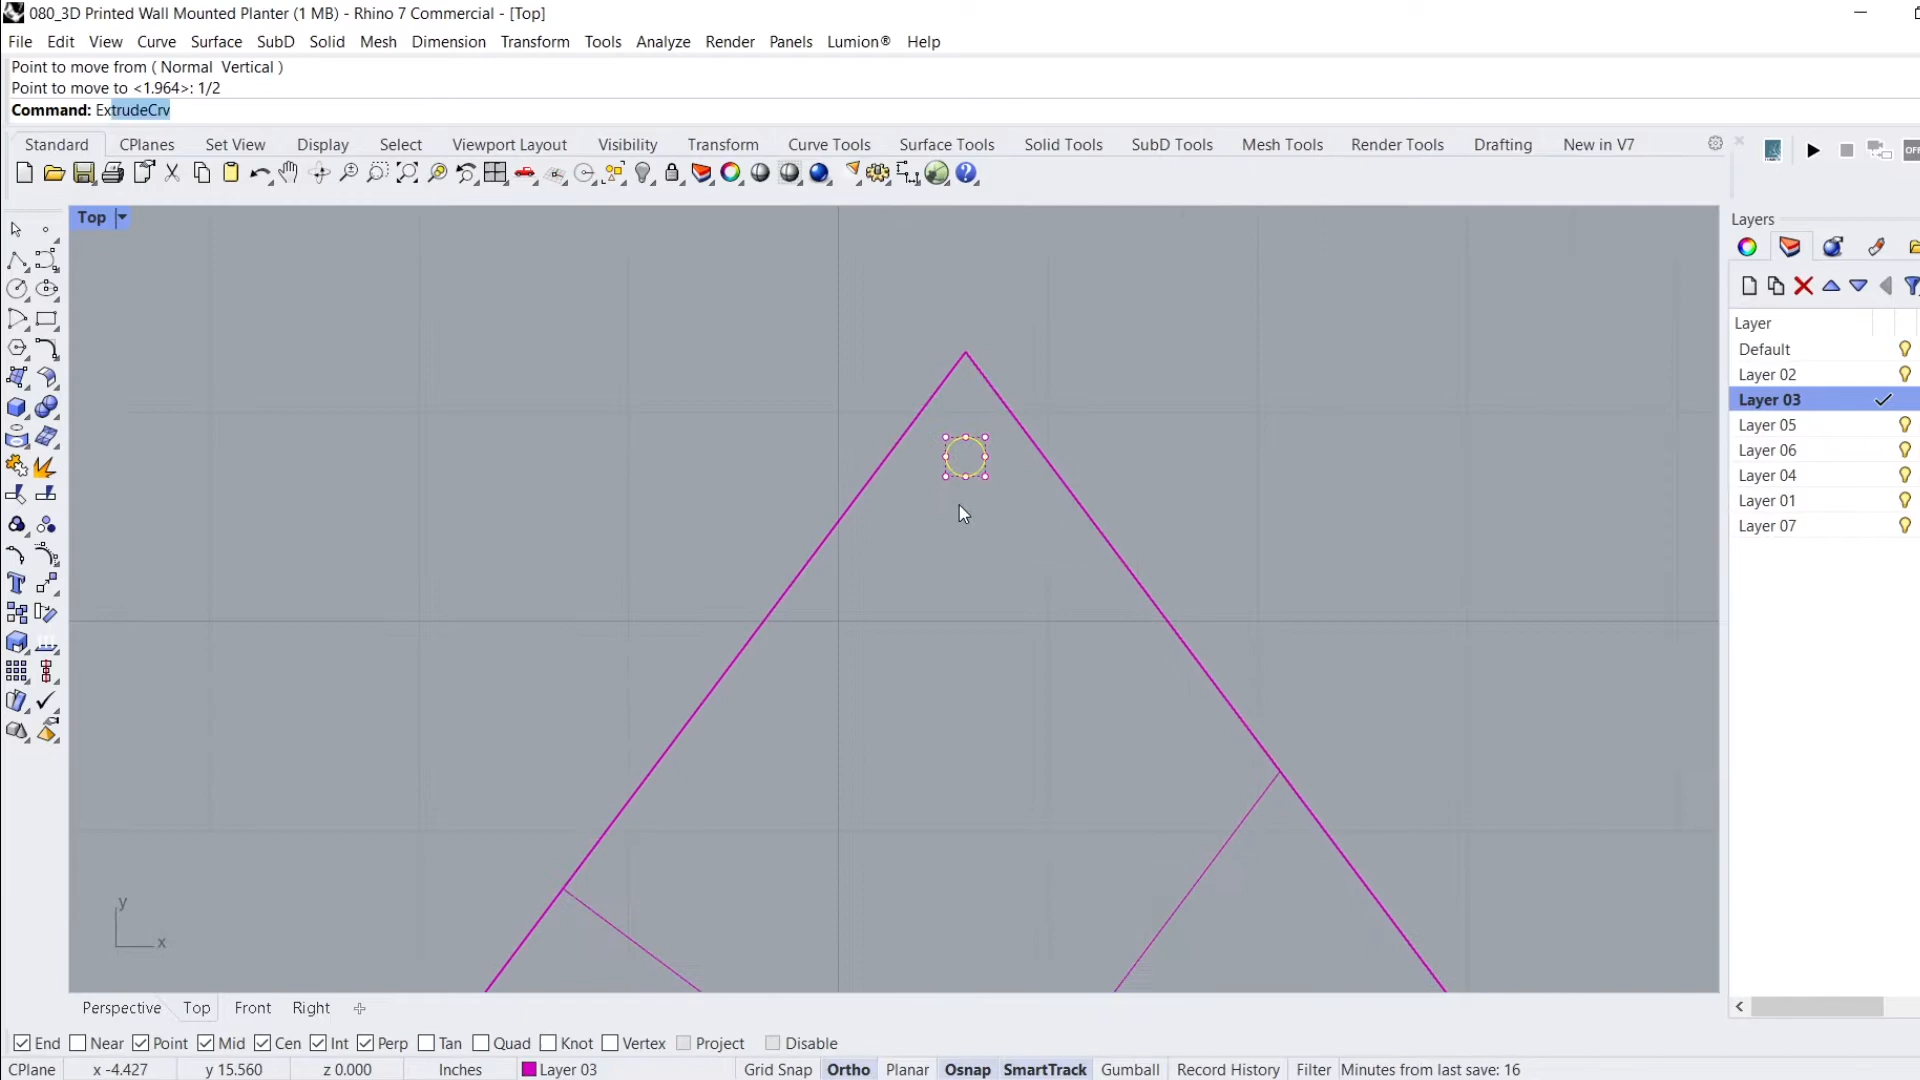 080_3D Printed Wall Mounted Planter (1 MB) - Rhino 7 Commercial - [Top]
File Edit View Curve Surface SubD Solid Mesh Dimension Transform Tools Analyze Render Panels Lumion® Help
Point to move from ( Normal Vertical )
Point to move to <1.964>: 1/2
Command: ExtrudeCrv
Standard CPlanes Set View Display Select Viewport Layout Visibility Transform Curve Tools Surface Tools Solid Tools SubD Tools Mesh Tools Render Tools Drafting New in V7
OFF
Top
Layers
Layer
Default
Layer 02
Layer 03
Layer 05
Layer 06
Layer 04
Layer 01
Layer 07
y
x
Perspective Top Front Right
End Near Point Mid Cen Int Perp Tan Quad Knot Vertex Project Disable
CPlane x -4.427 y 15.560 z 0.000 Inches Layer 03 Grid Snap Ortho Planar Osnap SmartTrack Gumball Record History Filter Minutes from last save: 16